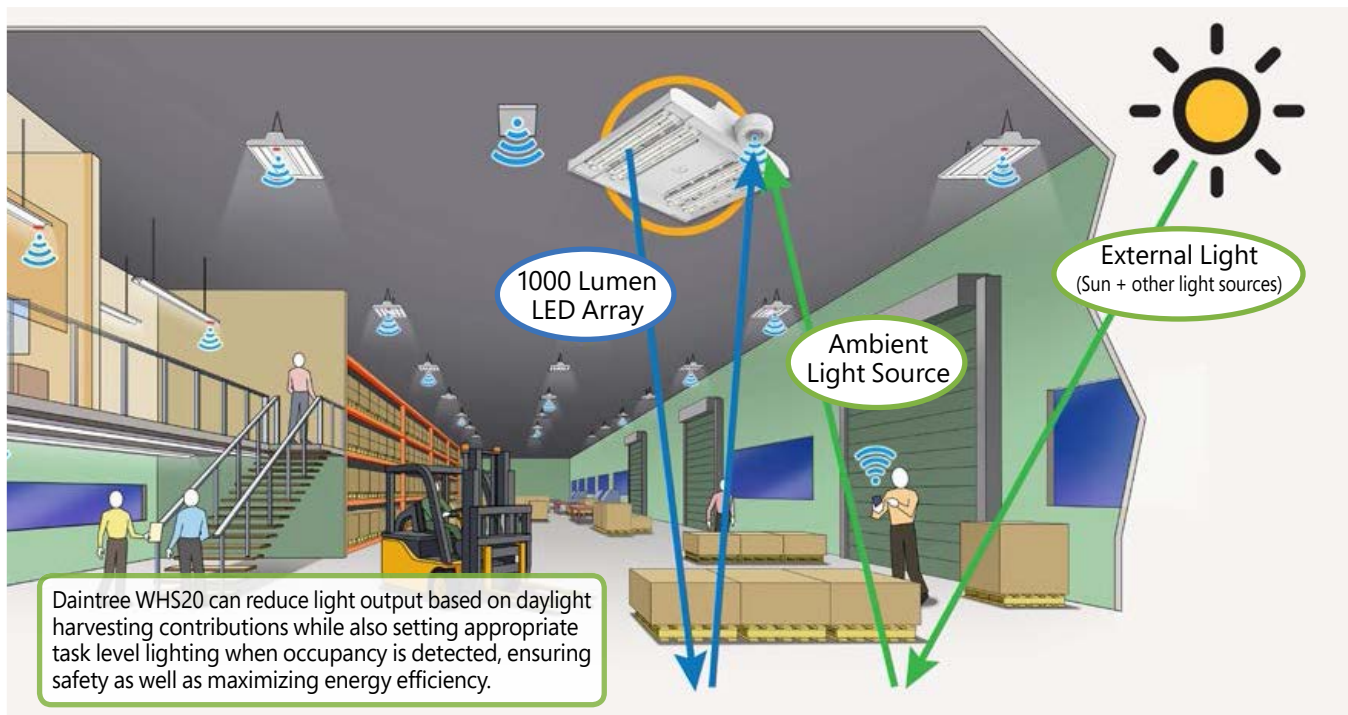 1000 Lumen
LED Array
Ambient
Light Source
External Light
(Sun + other light sources)
Daintree WHS20 can reduce light output based on daylight
harvesting contributions while also setting appropriate
task level lighting when occupancy is detected, ensuring
safety as well as maximizing energy efficiency.